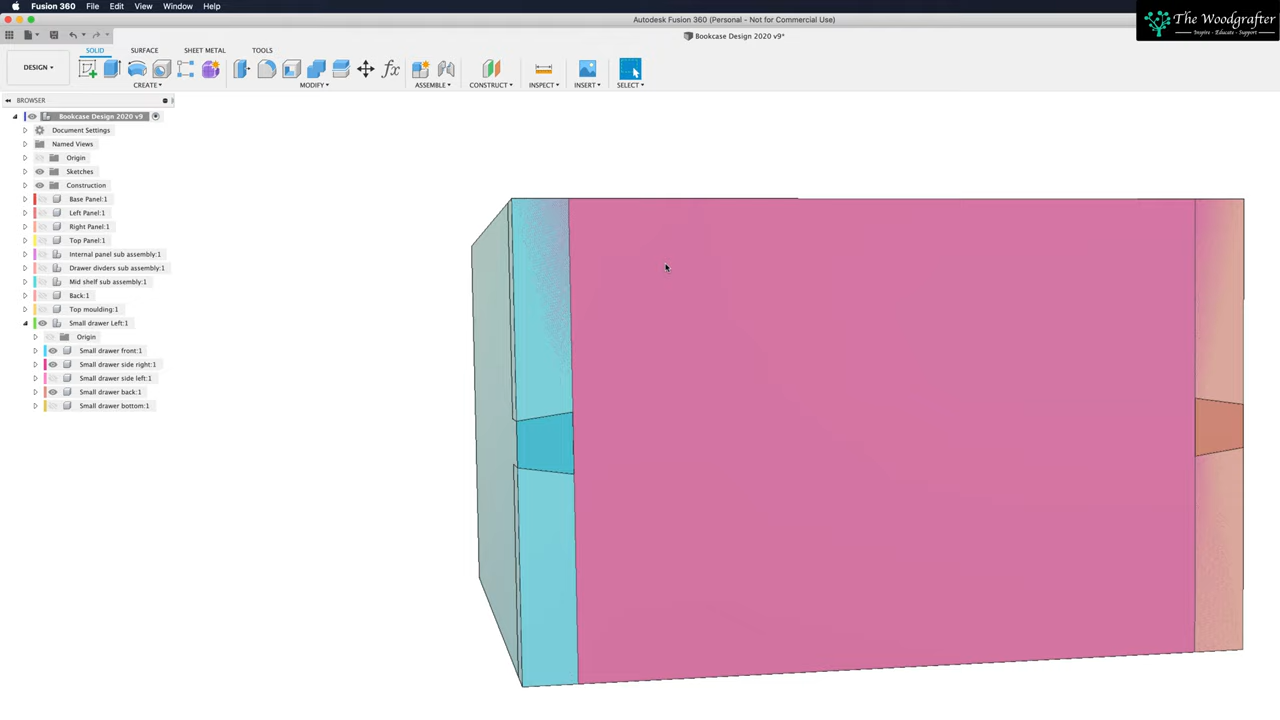 Fusion 360 File Edit View Window Help
Autodesk Fusion 360 (Personal - Not for Commercial Use)
The Woodgrafter
Inspire - Educate - Support
Bookcase Design 2020 v9*
SOLID SURFACE SHEET METAL TOOLS
DESIGN
CREATE MODIFY ASSEMBLE CONSTRUCT INSPECT INSERT SELECT
BROWSER
Bookcase Design 2020 v9
Document Settings
Named Views
Origin
Sketches
Construction
Base Panel:1
Left Panel:1
Right Panel:1
Top Panel:1
Internal panel sub assembly:1
Drawer dividers sub assembly:1
Mid shelf sub assembly:1
Back:1
Top moulding:1
Small drawer Left:1
Origin
Small drawer front:1
Small drawer side right:1
Small drawer side left:1
Small drawer back:1
Small drawer bottom:1